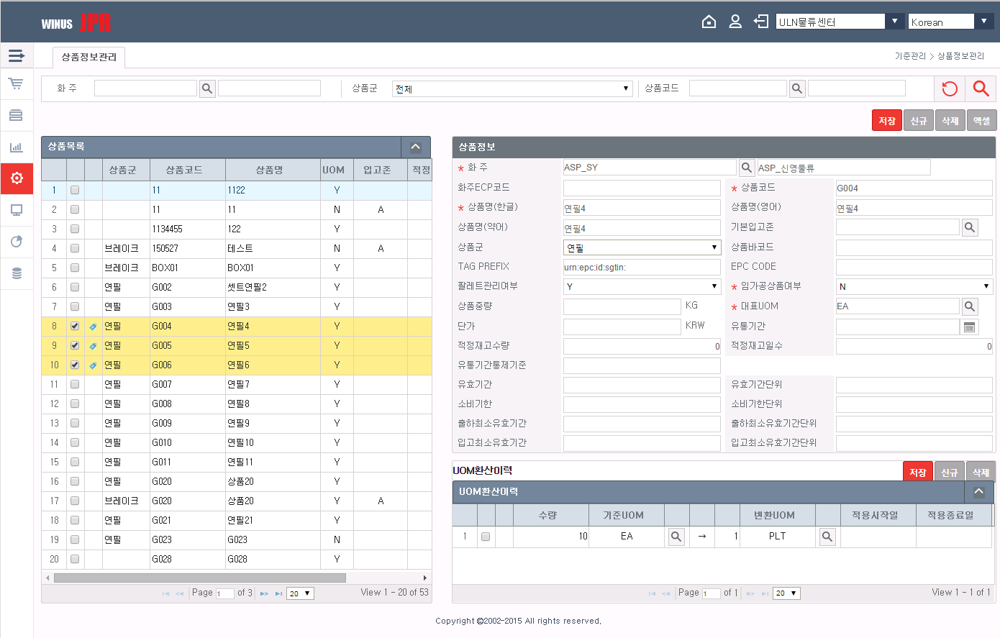 WINUS JPR
ULN물류센터
Korean
상품정보관리
기준관리 > 상품정보관리
화 주
상품군 전체
상품코드
저장 신규 삭제 엑셀
상품목록
상품군 상품코드 상품명 UOM 입고존 적정
1 11 1122 Y
2 11 11 N A
3 1134455 122 Y
4 브레이크 150527 테스트 N A
5 브레이크 BOX01 BOX01 Y
6 연필 G002 셋트연필2 Y
7 연필 G003 연필3 Y
8 연필 G004 연필4 Y
9 연필 G005 연필5 Y
10 연필 G006 연필6 Y
11 연필 G007 연필7 Y
12 연필 G008 연필8 Y
13 연필 G009 연필9 Y
14 연필 G010 연필10 Y
15 연필 G011 연필11 Y
16 연필 G020 상품20 Y
17 브레이크 G020 상품20 Y A
18 연필 G021 연필21 Y
19 연필 G023 G023 N
20 G028 G028 Y
Page 1 of 3 20 View 1 - 20 of 53
상품정보
* 화 주 ASP_SY ASP_신영물류
화주ECP코드 * 상품코드 G004
* 상품명(한글) 연필4 상품명(영어) 연필4
상품명(약어) 연필4 기본입고존
상품군 연필 상품바코드
TAG PREFIX urn:epc:id:sgtin: EPC CODE
팔레트관리여부 Y * 임가공상품여부 N
상품중량 KG * 대표UOM EA
단가 KRW 유통기간
적정재고수량 0 적정재고일수 0
유통기간통제기준
유효기간 유효기간단위
소비기한 소비기한단위
출하최소유효기간 출하최소유효기간단위
입고최소유효기간 입고최소유효기간단위
UOM환산이력 저장 신규 삭제
UOM환산이력
수량 기준UOM 변환UOM 적용시작일 적용종료일
1 10 EA → 1 PLT
Page 1 of 1 20 View 1 - 1 of 1
Copyright ©2002-2015 All rights reserved.